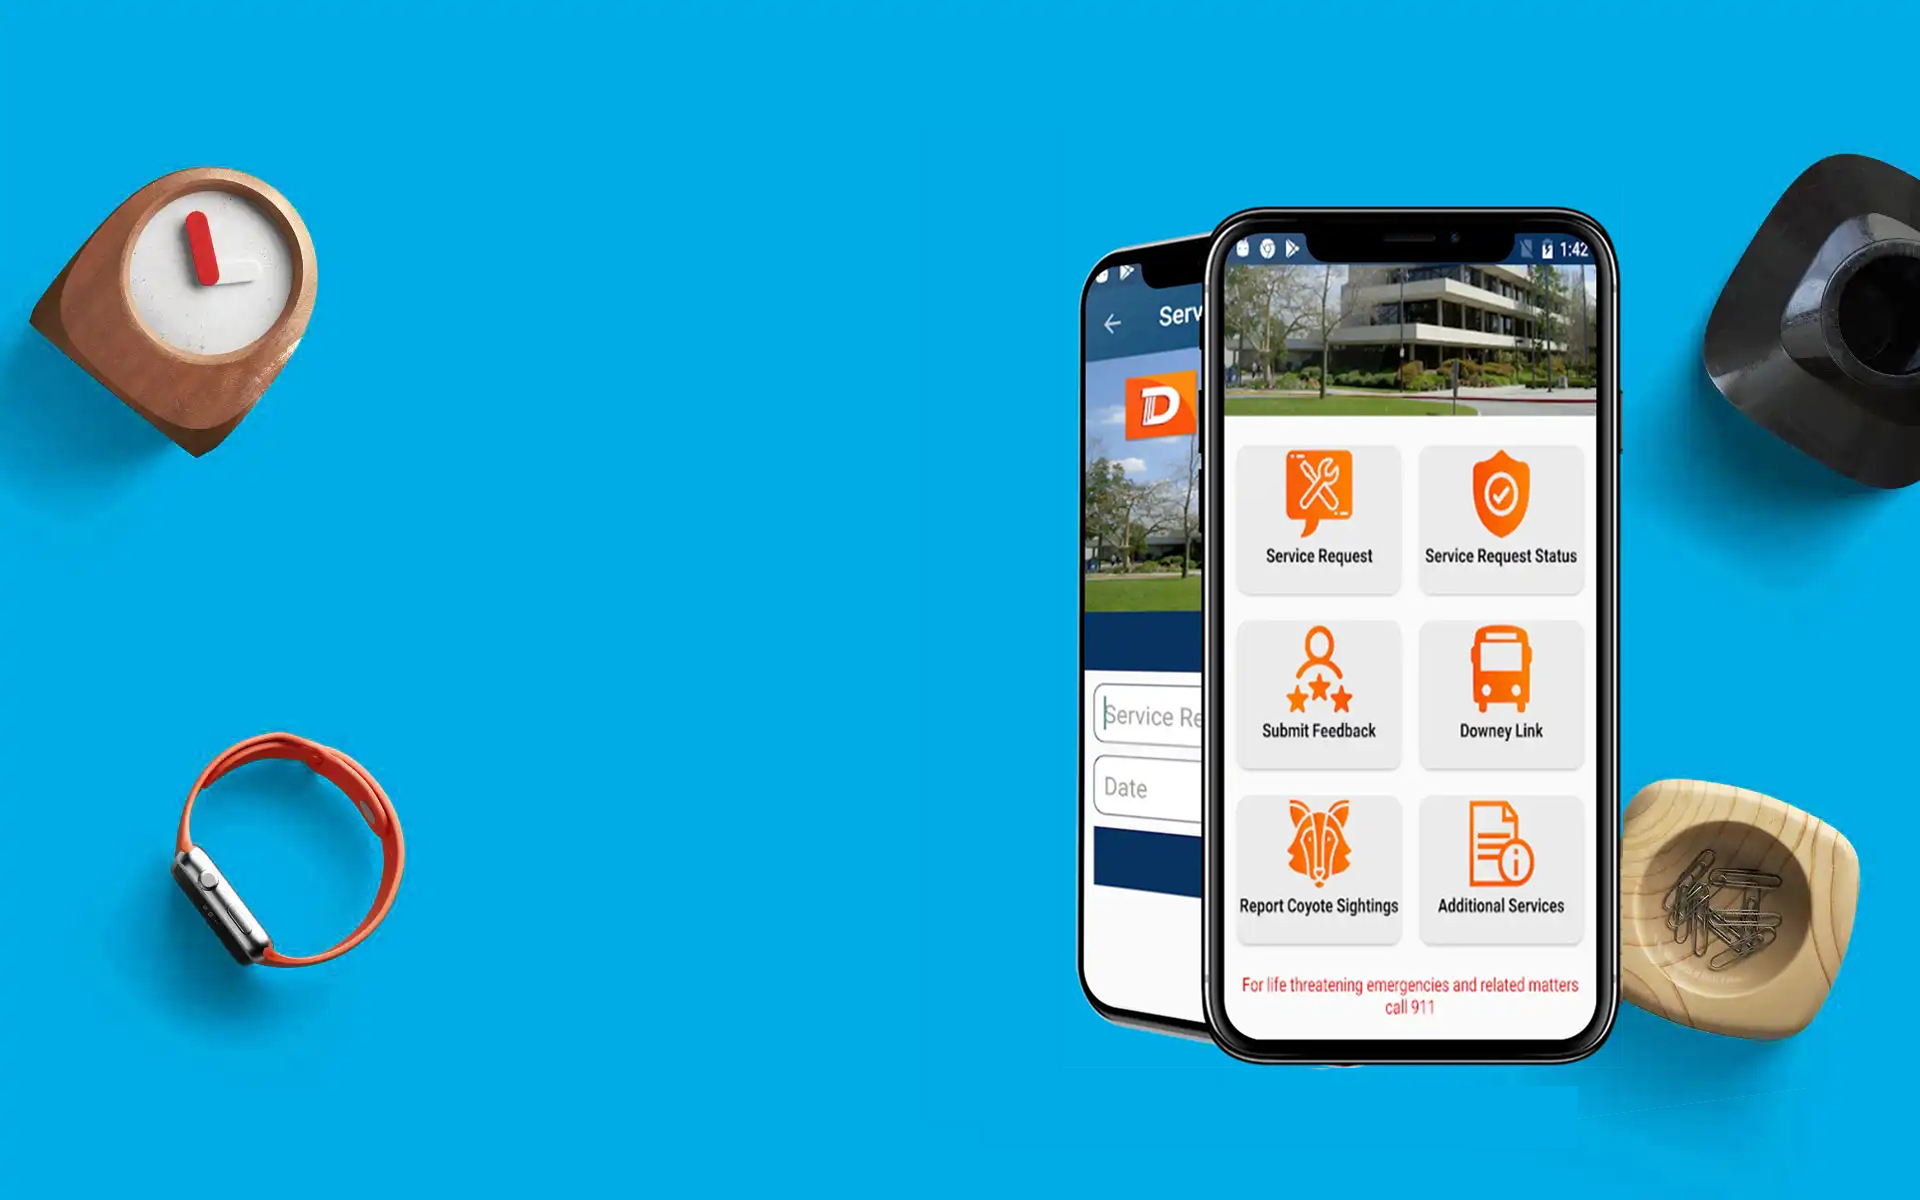 Serv
D
Service Re
Date
1:42
Service Request
Service Request Status
Submit Feedback
Downey Link
Report Coyote Sightings
Additional Services
For life threatening emergencies and related matters
call 911